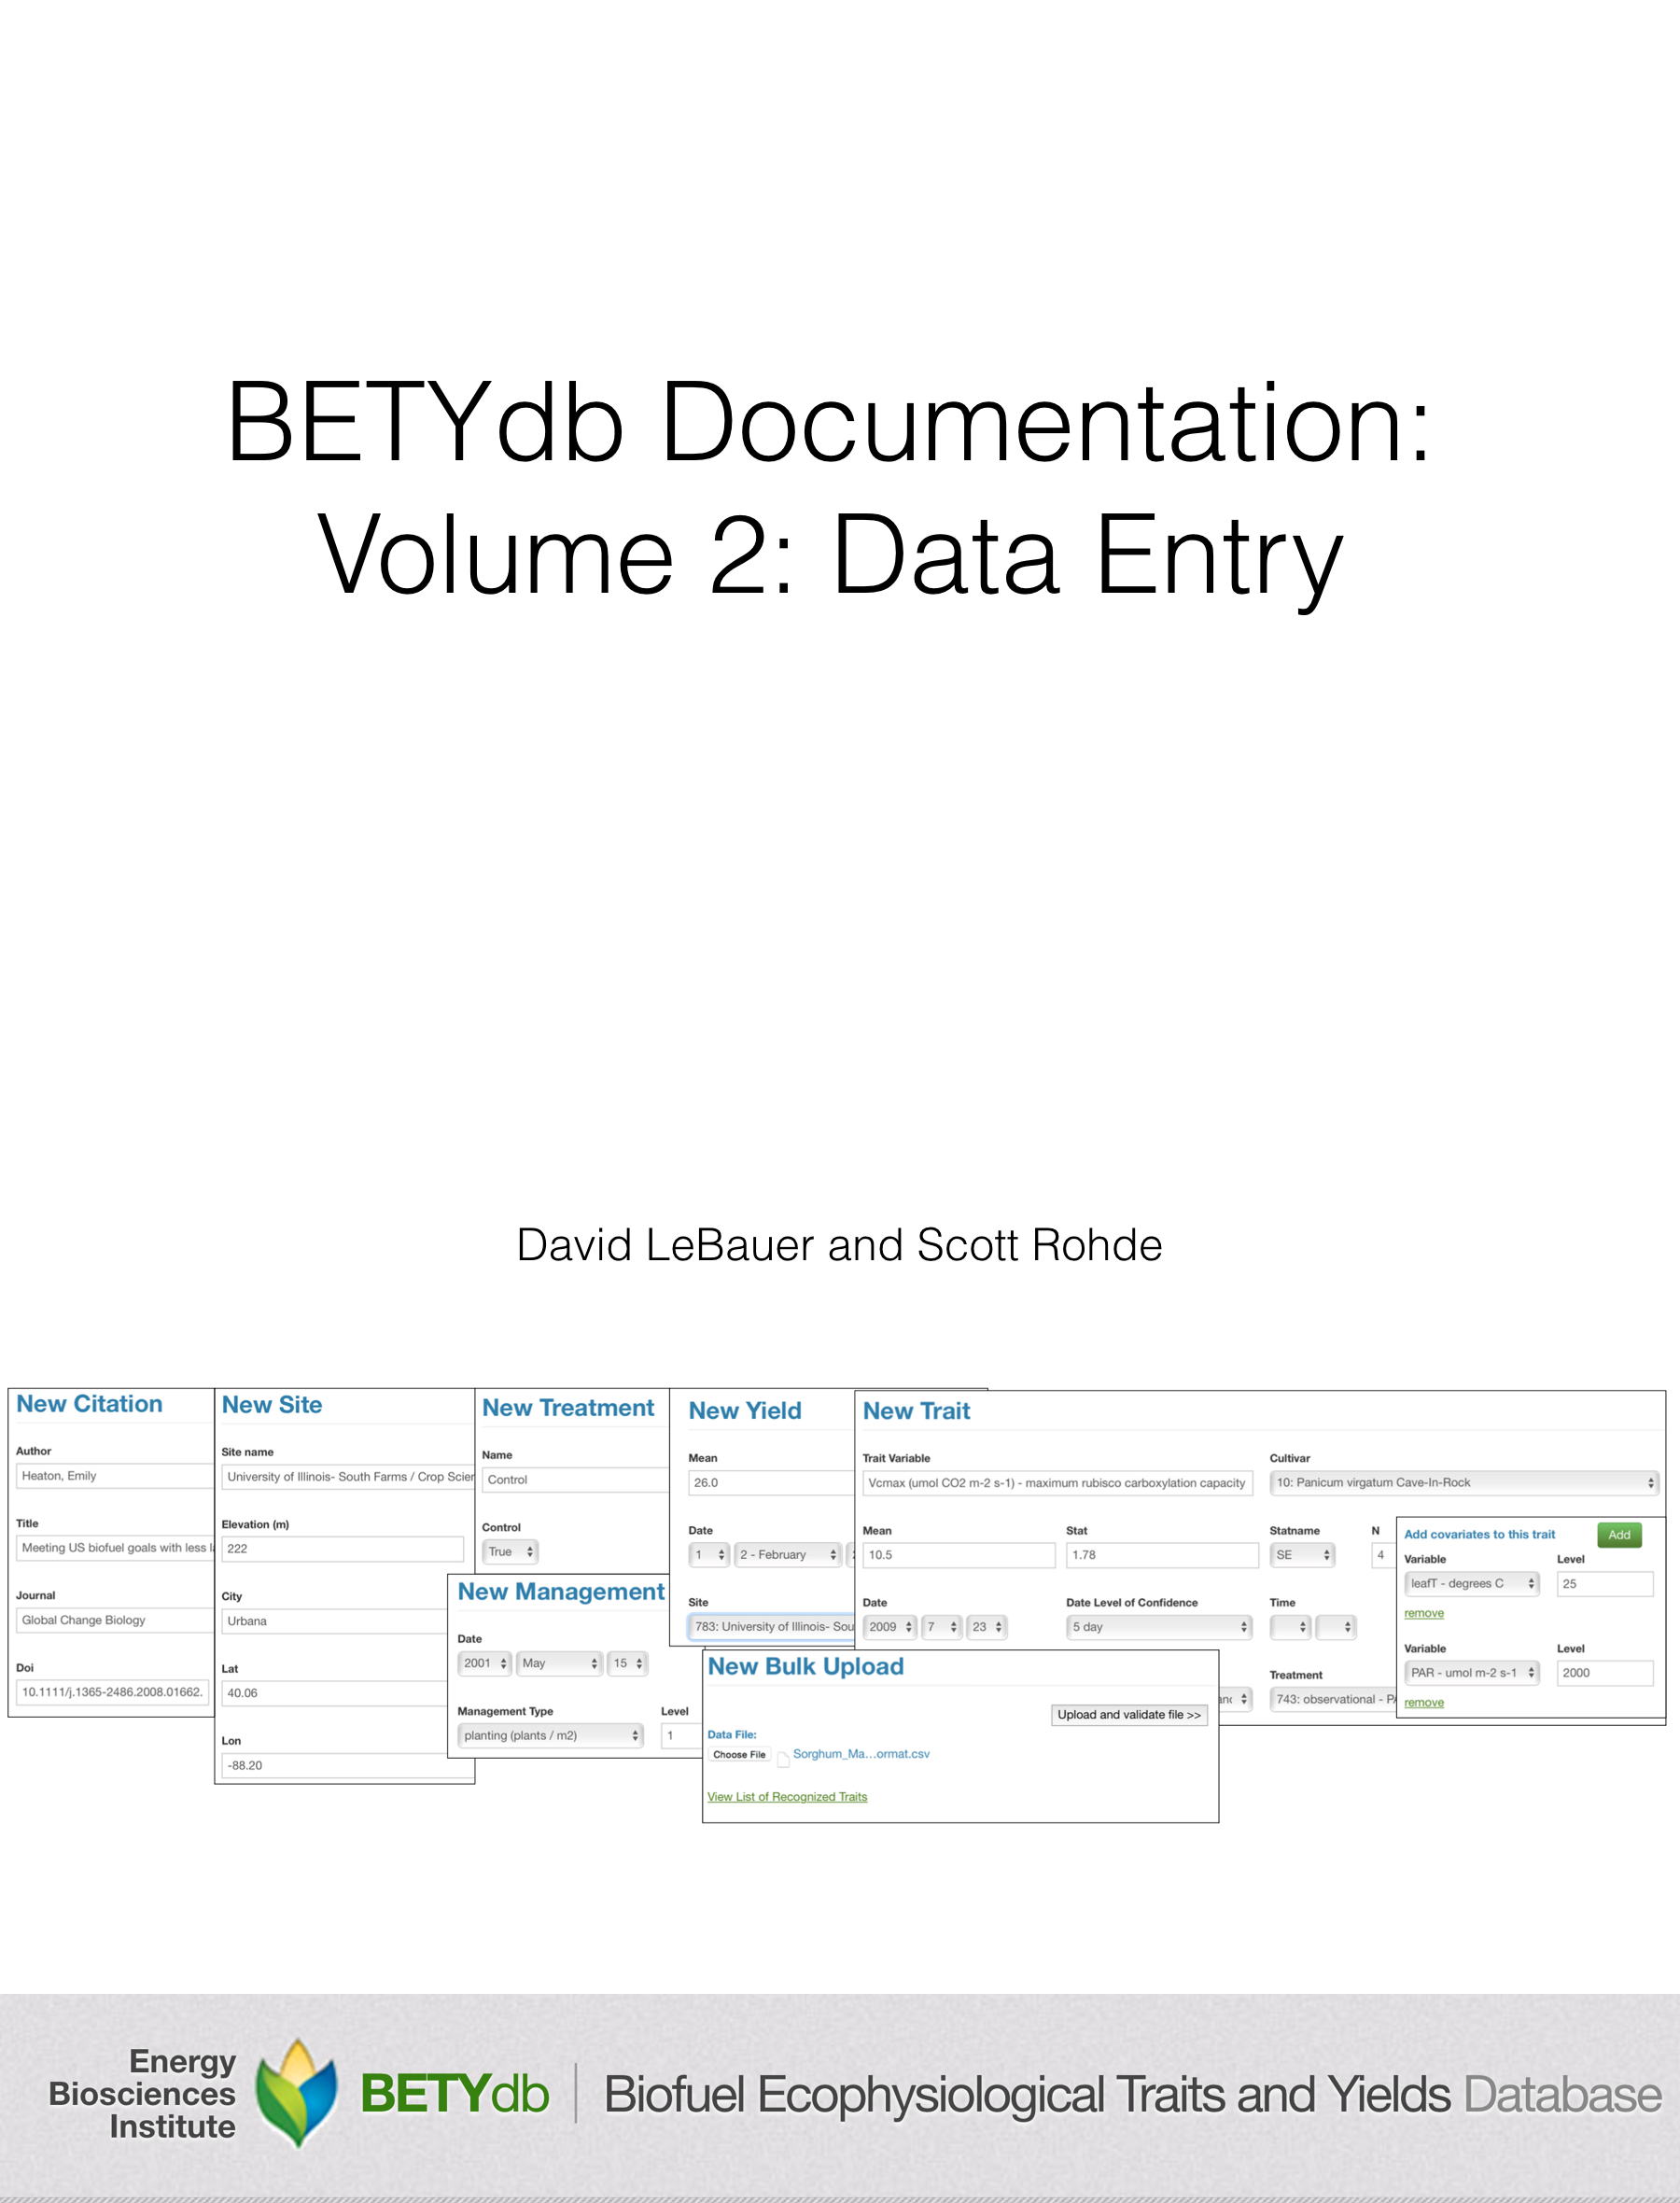 BETYdb Documentation:
Volume 2: Data Entry
David LeBauer and Scott Rohde
New Citation
Author
Heaton, Emily
Title
Meeting US biofuel goals with less
Journal
Global Change Biology
Doi
10.1111/j.1365-2486.2008.01662.
New Site
Site name
University of Illinois- South Farms / Crop
Elevation (m)
222
City
Urbana
Lat
40.06
Lon
-88.20
New Treatment
Name
Control
Control
True
New Management
Date
2001 May 15
Management Type Level
planting (plants / m2) 1
New Yield
Mean
26.0
Date
1 2 - February
Site
783: University of Illinois-
New Trait
Trait Variable Cultivar
Vcmax (umol CO2 m-2 s-1) - maximum rubisco carboxylation capacity 10: Panicum virgatum Cave-In-Rock
Mean Stat Statname N
10.5 1.78 SE 4
Date Date Level of Confidence Time
2009 7 23 5 day
Treatment
743: observational -
Add covariates to this trait Add
Variable Level
leafT - degrees C 25
remove
Variable Level
PAR - umol m-2 s-1 2000
remove
New Bulk Upload
Upload and validate file >>
Data File:
Choose File Sorghum_Ma...ormat.csv
View List of Recognized Traits
Energy
Biosciences
Institute
BETYdb | Biofuel Ecophysiological Traits and Yields Database